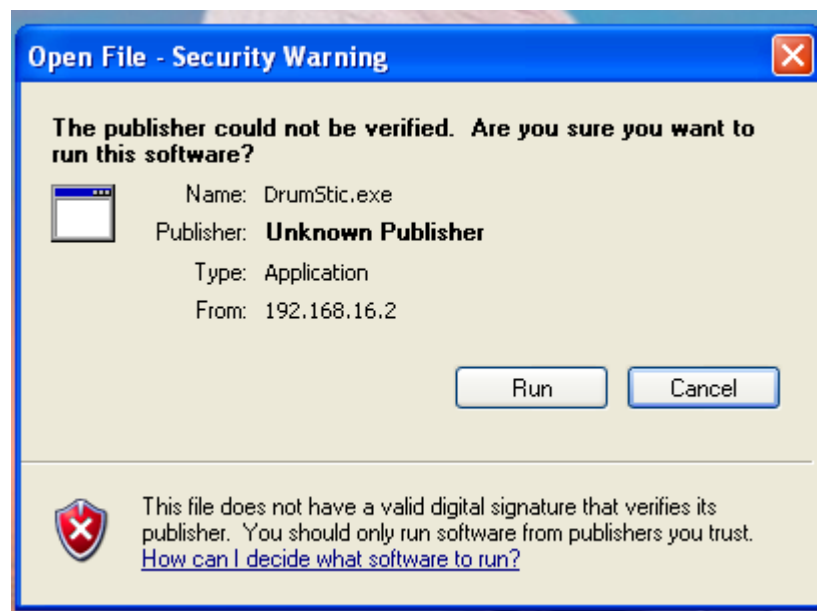 Open File - Security Warning
The publisher could not be verified.  Are you sure you want to
run this software?
Name: DrumStic.exe
Publisher: Unknown Publisher
Type: Application
From: 192.168.16.2
Run Cancel
This file does not have a valid digital signature that verifies its
publisher.  You should only run software from publishers you trust.
How can I decide what software to run?